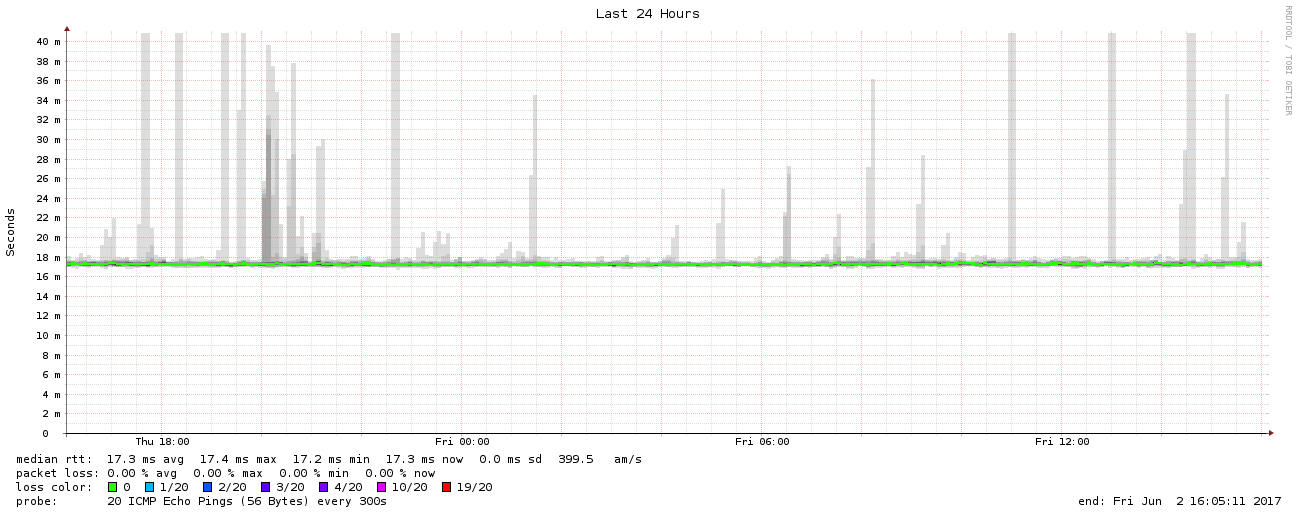 Last 24 Hours
RRDTOOL / TOBI OETIKER
Seconds
40 m
38 m
36 m
34 m
32 m
30 m
28 m
26 m
24 m
22 m
20 m
18 m
16 m
14 m
12 m
10 m
8 m
6 m
4 m
2 m
0
Thu 18:00 Fri 00:00 Fri 06:00 Fri 12:00
median rtt: 17.3 ms avg 17.4 ms max 17.2 ms min 17.3 ms now 0.0 ms sd 399.5 am/s
packet loss: 0.00 % avg 0.00 % max 0.00 % min 0.00 % now
loss color: 0 1/20 2/20 3/20 4/20 10/20 19/20
probe: 20 ICMP Echo Pings (56 Bytes) every 300s end: Fri Jun 2 16:05:11 2017